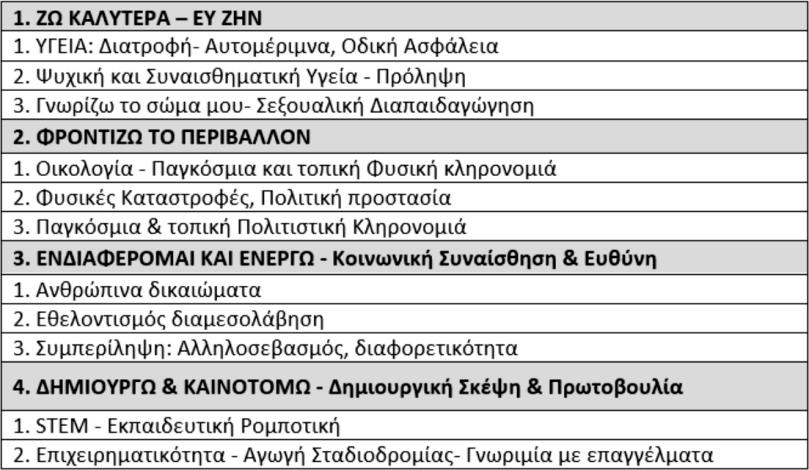 1. ΖΩ ΚΑΛΥΤΕΡΑ – ΕΥ ΖΗΝ
1. ΥΓΕΙΑ: Διατροφή- Αυτομέριμνα, Οδική Ασφάλεια
2. Ψυχική και Συναισθηματική Υγεία - Πρόληψη
3. Γνωρίζω το σώμα μου- Σεξουαλική Διαπαιδαγώγηση
2. ΦΡΟΝΤΙΖΩ ΤΟ ΠΕΡΙΒΑΛΛΟΝ
1. Οικολογία - Παγκόσμια και τοπική Φυσική κληρονομιά
2. Φυσικές Καταστροφές, Πολιτική προστασία
3. Παγκόσμια & τοπική Πολιτιστική Κληρονομιά
3. ΕΝΔΙΑΦΕΡΟΜΑΙ ΚΑΙ ΕΝΕΡΓΩ - Κοινωνική Συναίσθηση & Ευθύνη
1. Ανθρώπινα δικαιώματα
2. Εθελοντισμός διαμεσολάβηση
3. Συμπερίληψη: Αλληλοσεβασμός, διαφορετικότητα
4. ΔΗΜΙΟΥΡΓΩ & ΚΑΙΝΟΤΟΜΩ - Δημιουργική Σκέψη & Πρωτοβουλία
1. STEM - Εκπαιδευτική Ρομποτική
2. Επιχειρηματικότητα - Αγωγή Σταδιοδρομίας- Γνωριμία με επαγγέλματα